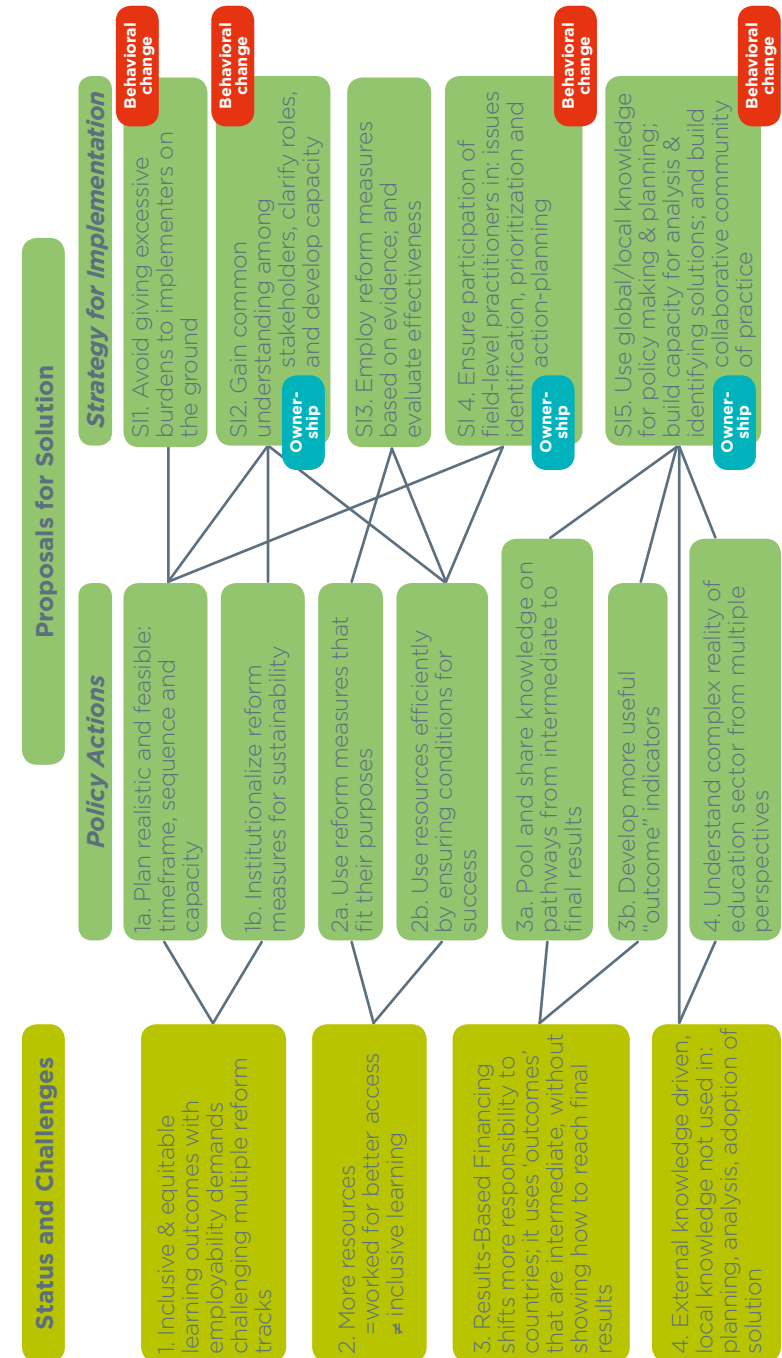 Status and Challenges
1. Inclusive & equitable
learning outcomes with
employability demands
challenging multiple reform
tracks
2. More resources
=worked for better access
≠ inclusive learning
3. Results-Based Financing
shifts more responsibility to
countries; it uses ‘outcomes’
that are intermediate, without
showing how to reach final
results
4. External knowledge driven,
local knowledge not used in:
planning, analysis, adoption of
solution
Proposals for Solution
Policy Actions
1a. Plan realistic and feasible:
timeframe, sequence and
capacity
1b. Institutionalize reform
measures for sustainability
2a. Use reform measures that
fit their purposes
2b. Use resources efficiently
by ensuring conditions for
success
3a. Pool and share knowledge on
pathways from intermediate to
final results
3b. Develop more useful
“outcome” indicators
4. Understand complex reality of
education sector from multiple
perspectives
Strategy for Implementation
SI1. Avoid giving excessive
burdens to implementers on
the ground
Behavioral
change
SI2. Gain common
understanding among
stakeholders, clarify roles,
and develop capacity
Owner-
ship
Behavioral
change
SI3. Employ reform measures
based on evidence; and
evaluate effectiveness
SI 4. Ensure participation of
field-level practitioners in: issues
identification, prioritization and
action-planning
Owner-
ship
Behavioral
change
SI5. Use global/local knowledge
for policy making & planning;
build capacity for analysis &
identifying solutions; and build
collaborative community
of practice
Owner-
ship
Behavioral
change